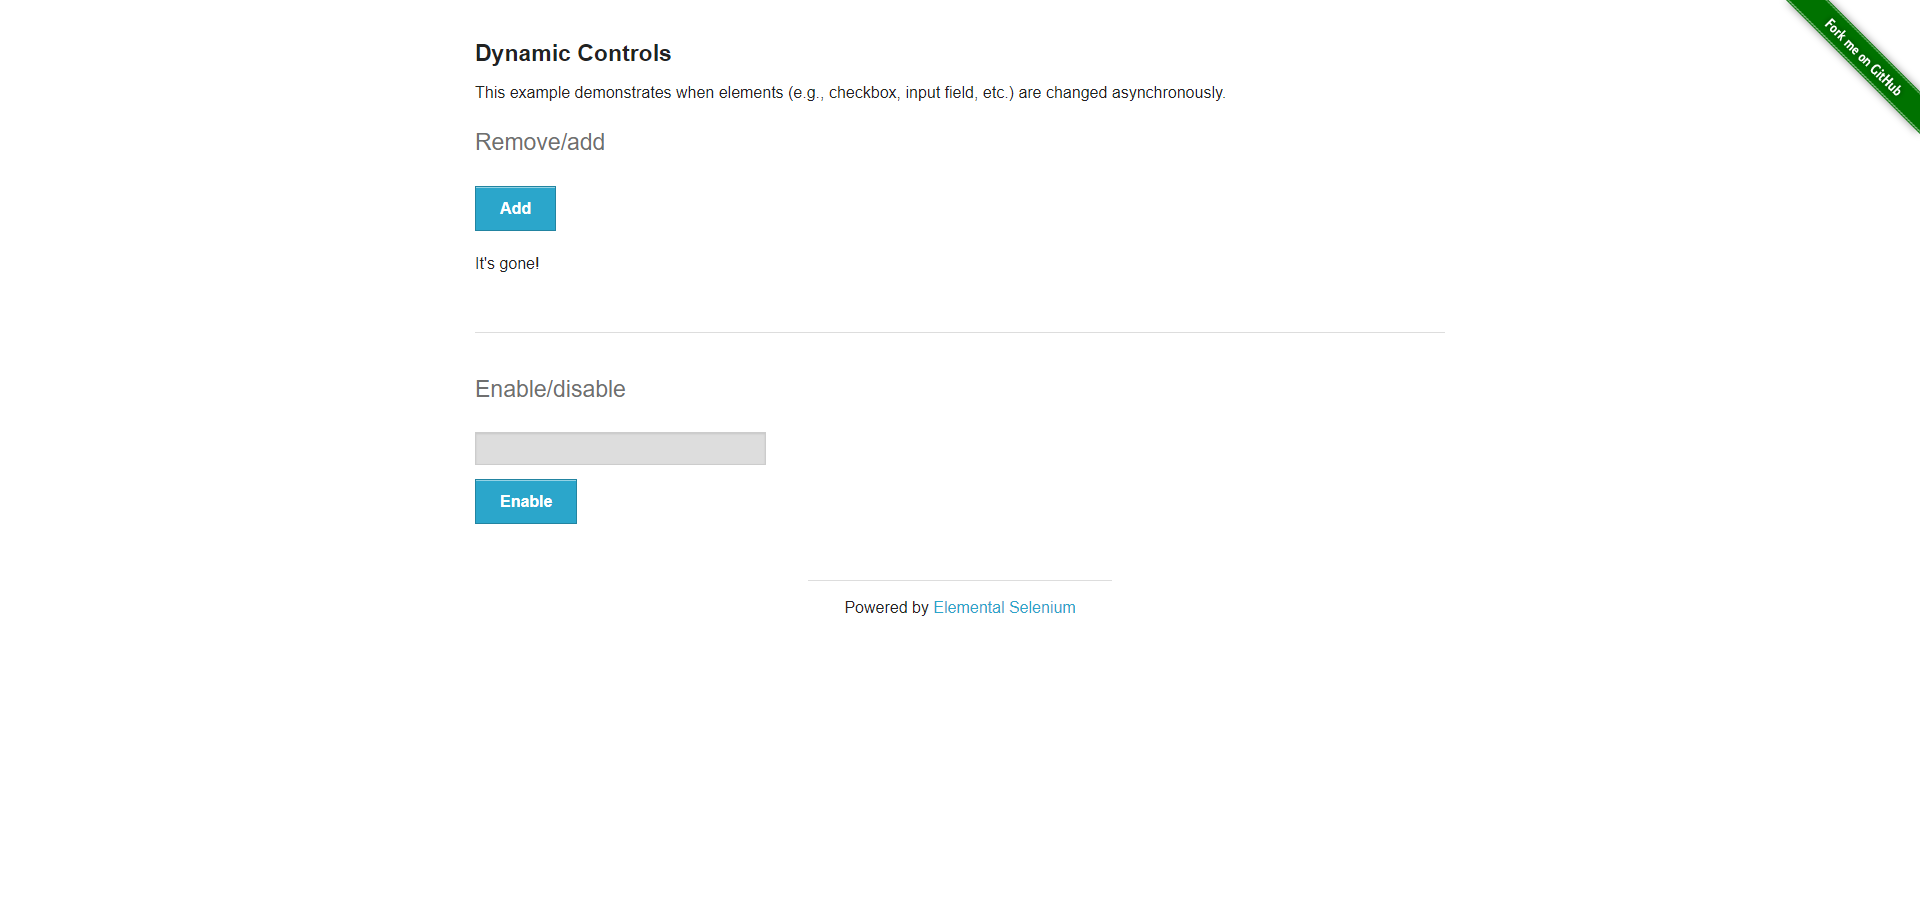 Fork me on GitHub
Dynamic Controls
This example demonstrates when elements (e.g., checkbox, input field, etc.) are changed asynchronously.
Remove/add
Add
It's gone!
Enable/disable
Enable
Powered by Elemental Selenium